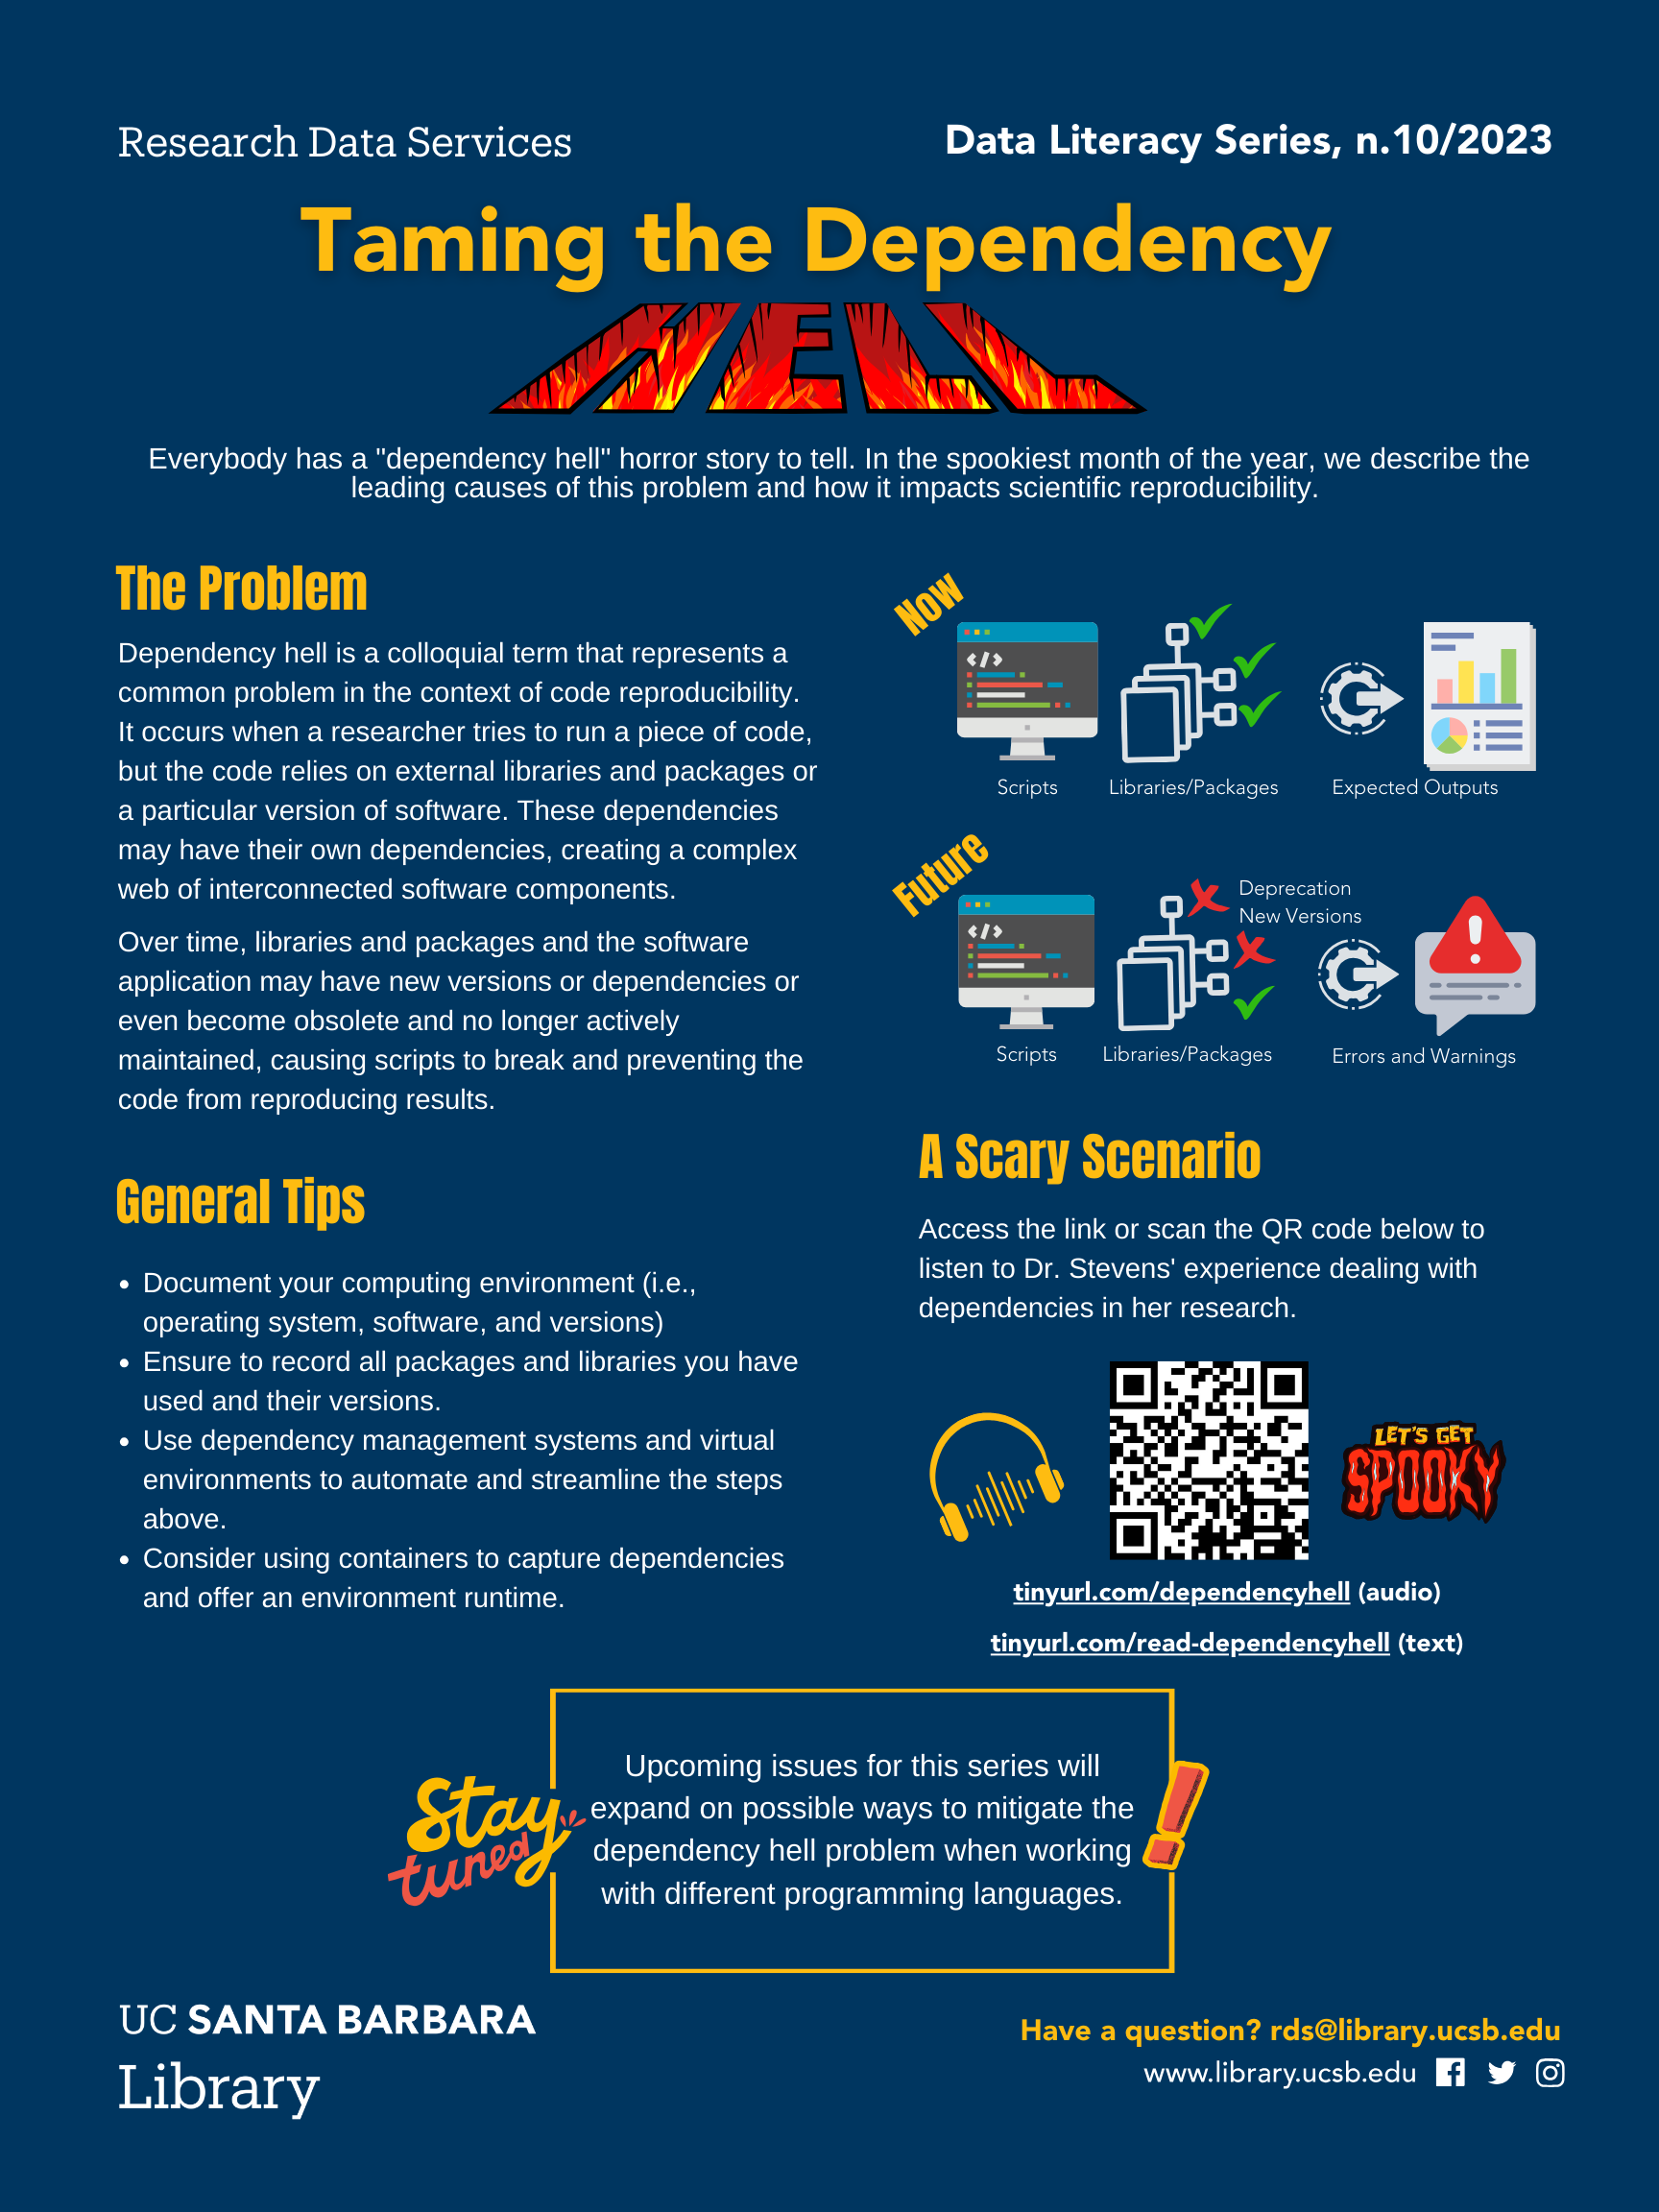 Research Data Services
Data Literacy Series, n.10/2023
Taming the Dependency
HELL
Everybody has a "dependency hell" horror story to tell. In the spookiest month of the year, we describe the
leading causes of this problem and how it impacts scientific reproducibility.
The Problem
Dependency hell is a colloquial term that represents a
common problem in the context of code reproducibility.
It occurs when a researcher tries to run a piece of code,
but the code relies on external libraries and packages or
a particular version of software. These dependencies
may have their own dependencies, creating a complex
web of interconnected software components.
Over time, libraries and packages and the software
application may have new versions or dependencies or
even become obsolete and no longer actively
maintained, causing scripts to break and preventing the
code from reproducing results.
General Tips
• Document your computing environment (i.e.,
operating system, software, and versions)
• Ensure to record all packages and libraries you have
used and their versions.
• Use dependency management systems and virtual
environments to automate and streamline the steps
above.
• Consider using containers to capture dependencies
and offer an environment runtime.
Now
</>
Scripts
Libraries/Packages
Expected Outputs
Future
Deprecation
New Versions
</>
Scripts
Libraries/Packages
Errors and Warnings
A Scary Scenario
Access the link or scan the QR code below to
listen to Dr. Stevens' experience dealing with
dependencies in her research.
LET'S GET
SPOOKY
tinyurl.com/dependencyhell (audio)
tinyurl.com/read-dependencyhell (text)
Stay
tuned
Upcoming issues for this series will
expand on possible ways to mitigate the
dependency hell problem when working
with different programming languages.
UC SANTA BARBARA
Library
Have a question? rds@library.ucsb.edu
www.library.ucsb.edu